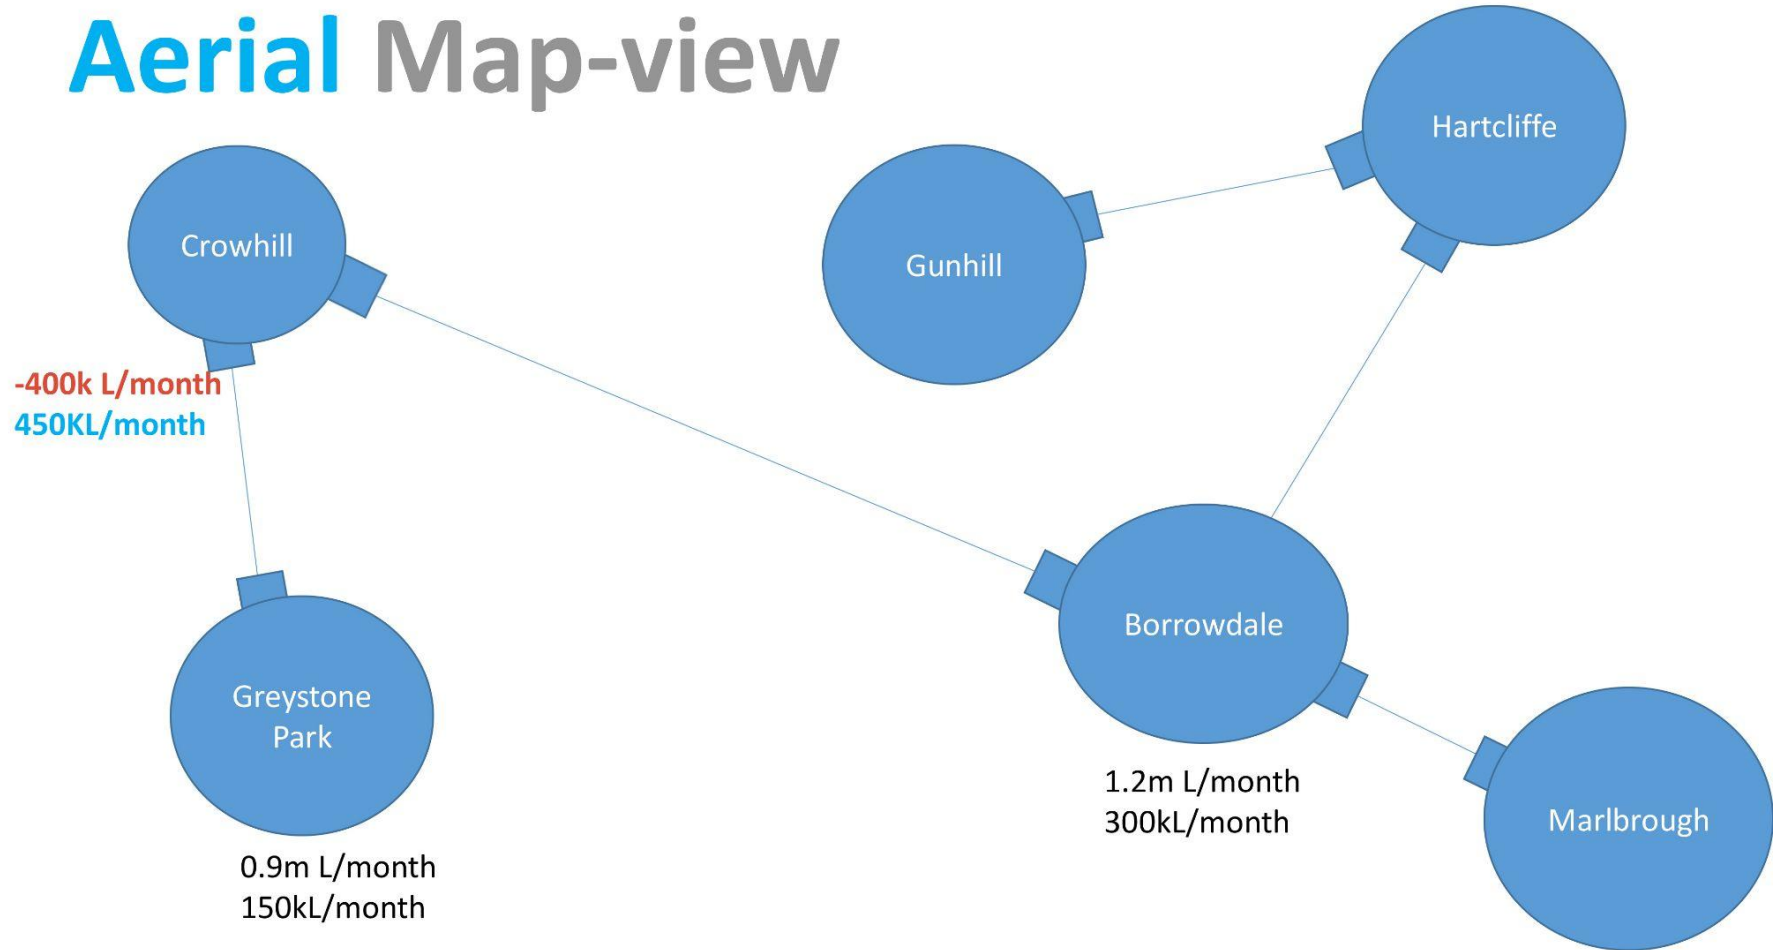 Aerial Map-view
Hartcliffe
Crowhill
Gunhill
-400k L/month
450KL/month
Borrowdale
Greystone
Park
1.2m L/month
300kL/month
Marlbrough
0.9m L/month
150kL/month